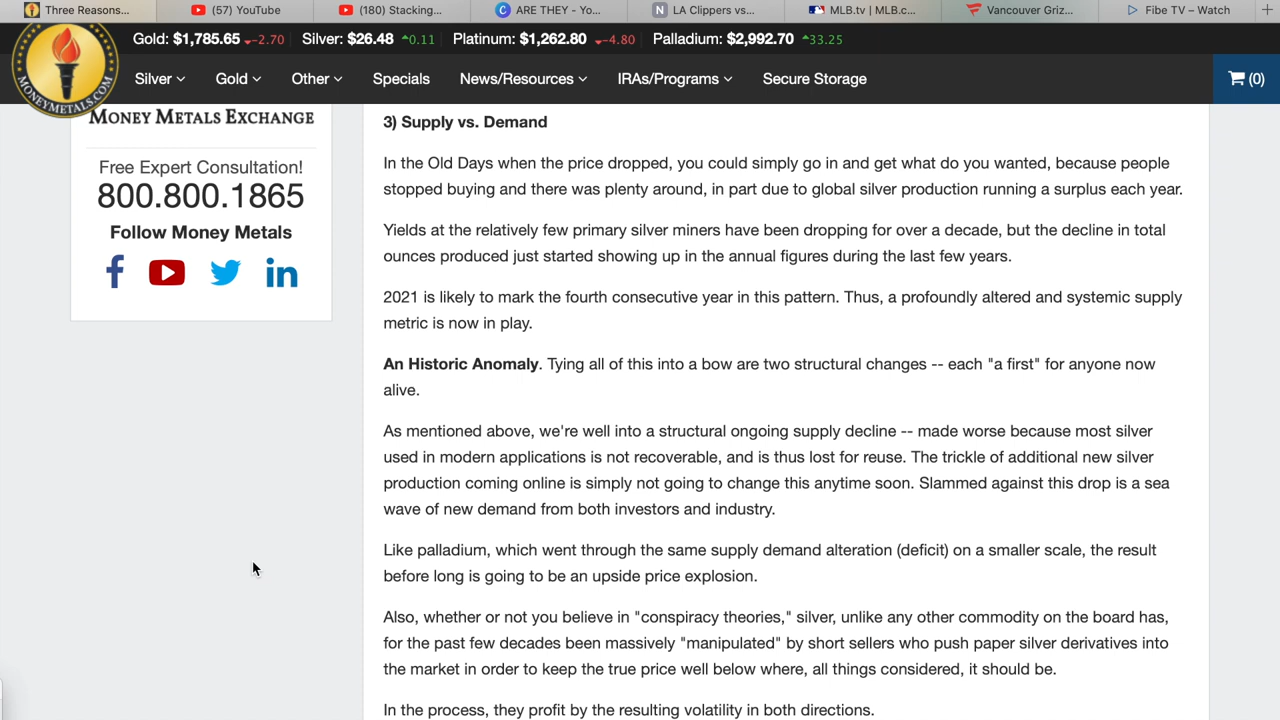 Three Reasons...
(57) YouTube
(180) Stacking...
ARE THEY - Yo...
LA Clippers vs...
MLB.tv | MLB.c...
Vancouver Griz...
Fibe TV – Watch
Gold: $1,785.65 -2.70 Silver: $26.48 0.11 Platinum: $1,262.80 -4.80 Palladium: $2,992.70 33.25
MONEYMETALS.COM
Silver Gold Other Specials News/Resources IRAs/Programs Secure Storage (0)
MONEY METALS EXCHANGE
Free Expert Consultation!
800.800.1865
Follow Money Metals
3) Supply vs. Demand
In the Old Days when the price dropped, you could simply go in and get what do you wanted, because people
stopped buying and there was plenty around, in part due to global silver production running a surplus each year.
Yields at the relatively few primary silver miners have been dropping for over a decade, but the decline in total
ounces produced just started showing up in the annual figures during the last few years.
2021 is likely to mark the fourth consecutive year in this pattern. Thus, a profoundly altered and systemic supply
metric is now in play.
An Historic Anomaly. Tying all of this into a bow are two structural changes -- each "a first" for anyone now
alive.
As mentioned above, we're well into a structural ongoing supply decline -- made worse because most silver
used in modern applications is not recoverable, and is thus lost for reuse. The trickle of additional new silver
production coming online is simply not going to change this anytime soon. Slammed against this drop is a sea
wave of new demand from both investors and industry.
Like palladium, which went through the same supply demand alteration (deficit) on a smaller scale, the result
before long is going to be an upside price explosion.
Also, whether or not you believe in "conspiracy theories," silver, unlike any other commodity on the board has,
for the past few decades been massively "manipulated" by short sellers who push paper silver derivatives into
the market in order to keep the true price well below where, all things considered, it should be.
In the process, they profit by the resulting volatility in both directions.